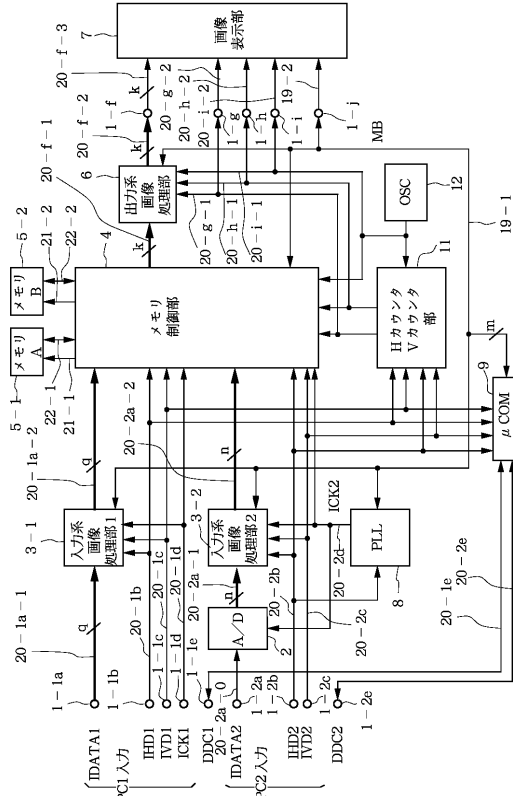 PC1入力
IDATA1
IHD1
IVD1
ICK1
DDC1
PC2入力
IDATA2
IHD2
IVD2
DDC2
1-1a
1-1b
1-1c
1-1d
1-1e
1-2a
1-2b
1-2c
1-2e
20-1a-1
q
20-1b
20-1c
20-1d
20-2a-0
A/D
2
n
20-2a-1
20-2b
20-2c
20-2d
ICK2
PLL
8
20-1e
20-2e
3-1
入力系
画像
処理部1
3-2
入力系
画像
処理部2
20-1a-2
q
20-2a-2
n
5-1
メモリ
A
5-2
メモリ
B
21-1
22-1
21-2
22-2
メモリ
制御部
4
20-f-1
k
6
出力系
画像
処理部
20-g-1
20-h-1
20-i-1
Hカウンタ
Vカウンタ
部
11
OSC
12
μCOM
9
m
19-1
MB
20-f-2
k
1-f
1-g
1-h
1-i
1-j
20-f-3
k
20-g-2
20-h-2
20-i-2
19-2
7
画像
表示部